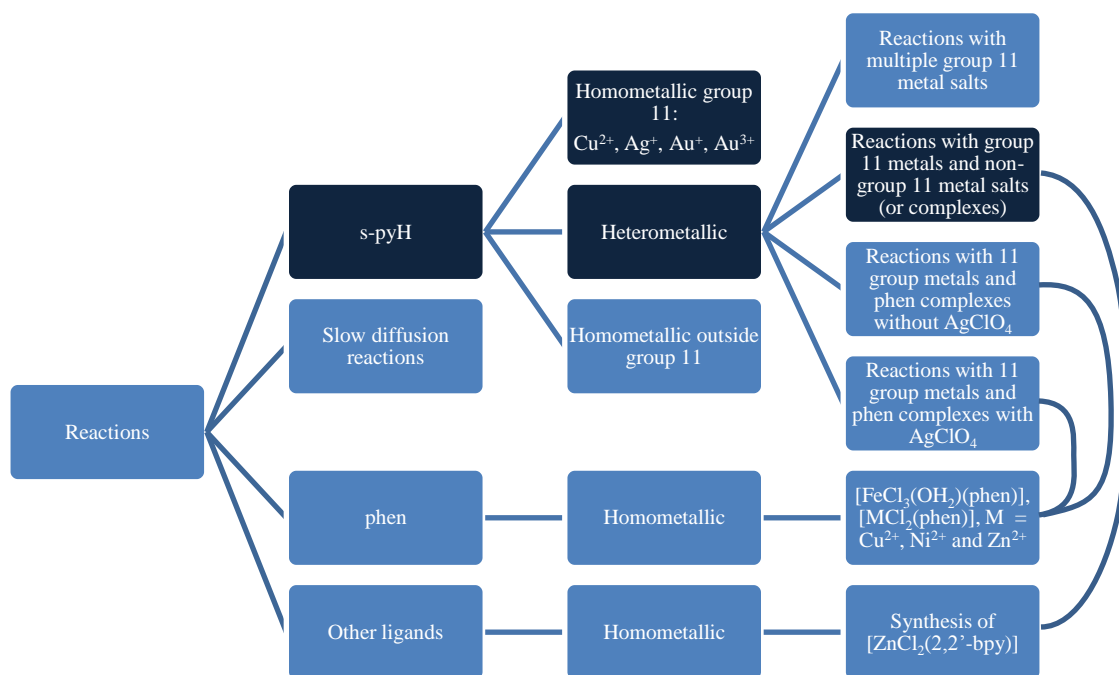 Reactions with
multiple group 11
metal salts
Homometallic group
11:
Cu²⁺, Ag⁺, Au⁺, Au³⁺
Reactions with group
11 metals and non-
group 11 metal salts
(or complexes)
s-pyH
Heterometallic
Reactions with 11
group metals and
phen complexes
without AgClO₄
Slow diffusion
reactions
Homometallic outside
group 11
Reactions with 11
group metals and
phen complexes with
AgClO₄
Reactions
phen
Homometallic
[FeCl₃(OH₂)(phen)],
[MCl₂(phen)], M =
Cu²⁺, Ni²⁺ and Zn²⁺
Other ligands
Homometallic
Synthesis of
[ZnCl₂(2,2’-bpy)]